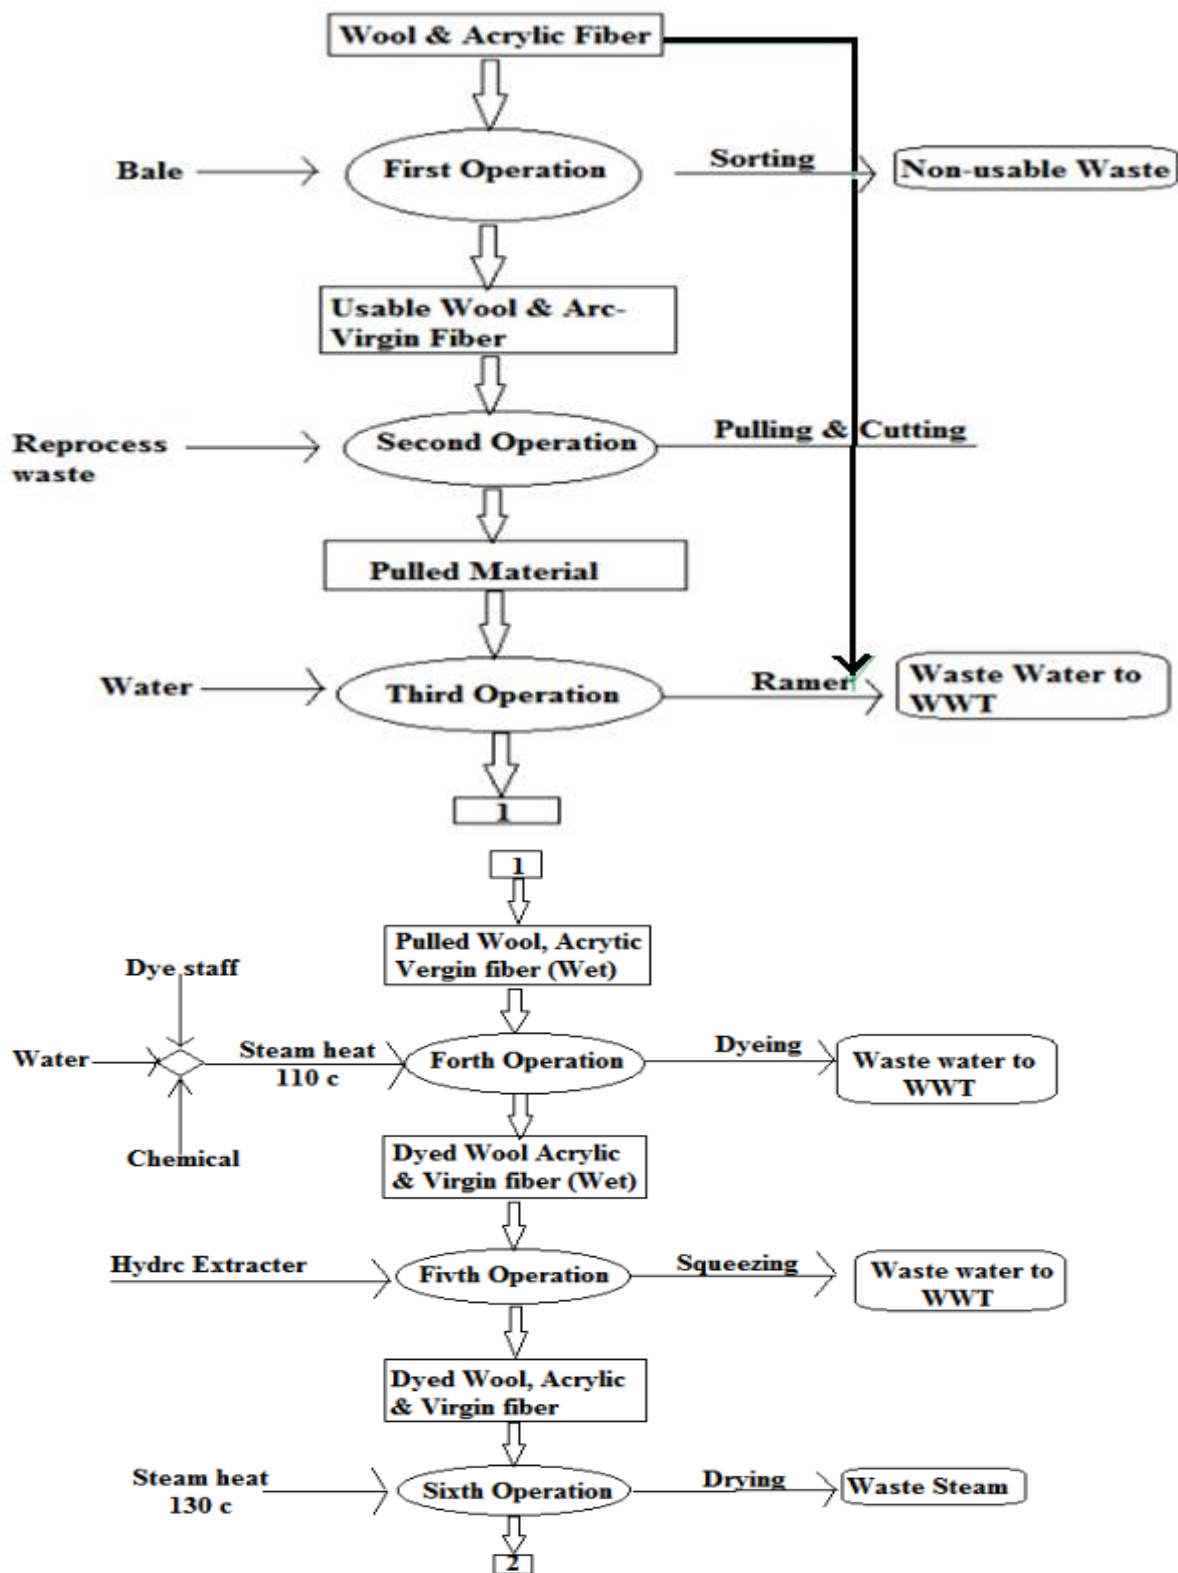 Wool & Acrylic Fiber
Bale
First Operation
Sorting
Non-usable Waste
Usable Wool & Arc-
Virgin Fiber
Reprocess
waste
Second Operation
Pulling & Cutting
Pulled Material
Water
Third Operation
Ramer
Waste Water to
WWT
1
1
Pulled Wool, Acrytic
Vergin fiber (Wet)
Dye staff
Water
Steam heat
110 c
Chemical
Forth Operation
Dyeing
Waste water to
WWT
Dyed Wool Acrylic
& Virgin fiber (Wet)
Hydrc Extracter
Fivth Operation
Squeezing
Waste water to
WWT
Dyed Wool, Acrylic
& Virgin fiber
Steam heat
130 c
Sixth Operation
Drying
Waste Steam
2